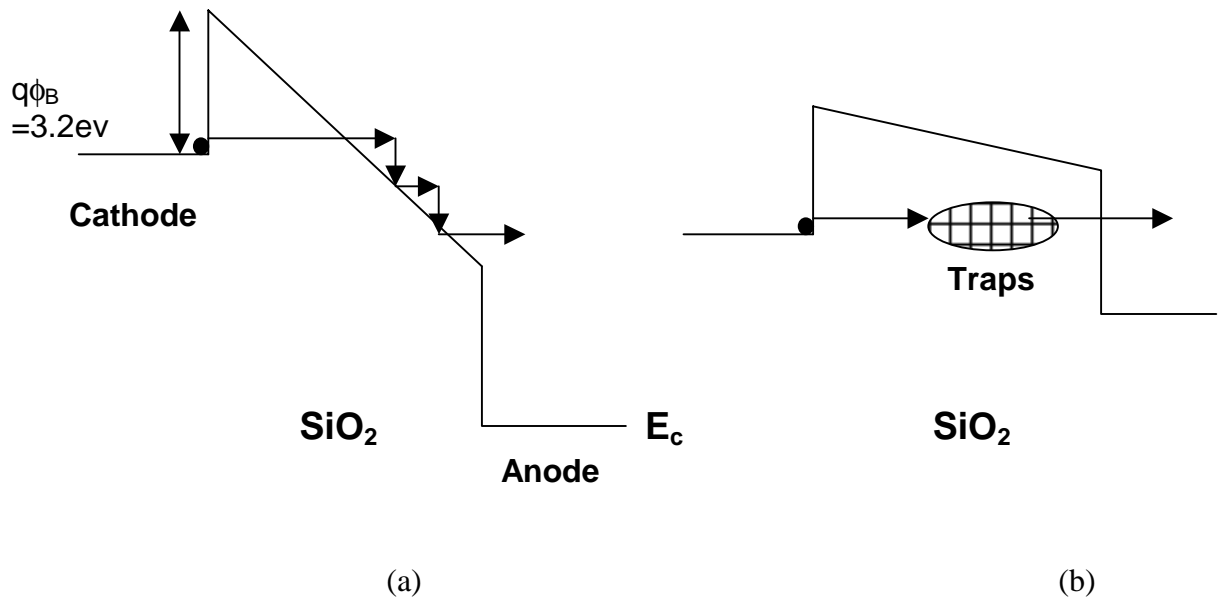 qϕB
=3.2ev
Cathode
Traps
SiO2
Ec
SiO2
Anode
(a)
(b)